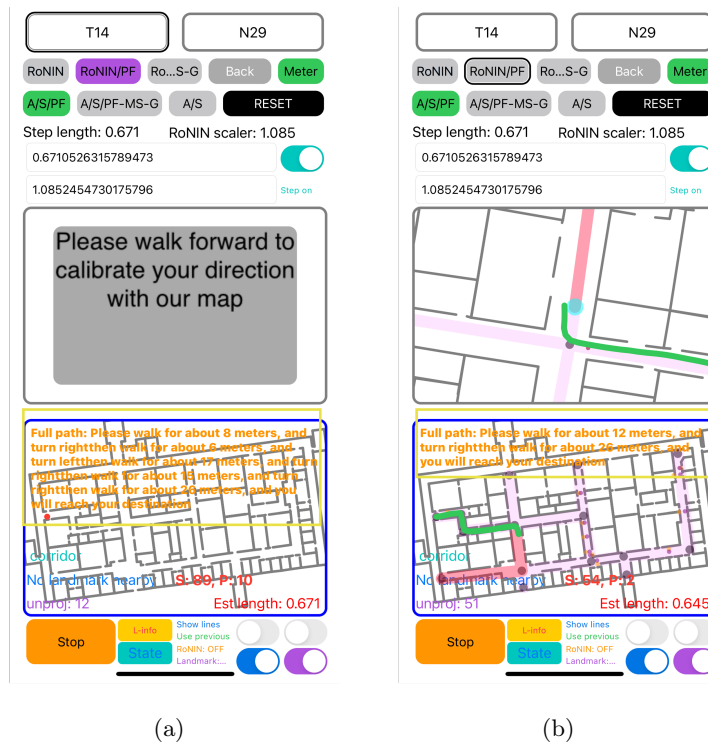 T14 N29
RoNIN RoNIN/PF Ro...S-G Back Meter
A/S/PF A/S/PF-MS-G A/S RESET
Step length: 0.671 RoNIN scaler: 1.085
0.6710526315789473
1.0852454730175796 Step on
Please walk forward to
calibrate your direction
with our map
Full path: Please walk for about 8 meters, and
turn rightthen walk for about 6 meters, and
turn leftthen walk for about 17 meters, and turn
rightthen walk for about 15 meters, and turn
rightthen walk for about 26 meters, and you
will reach your destination
corridor
No landmark nearby S: 89, P: 10
unproj: 12 Est length: 0.671
Stop
L-info
State
Show lines
Use previous
RoNIN: OFF
Landmark:...
(a)
T14 N29
RoNIN RoNIN/PF Ro...S-G Back Meter
A/S/PF A/S/PF-MS-G A/S RESET
Step length: 0.671 RoNIN scaler: 1.085
0.6710526315789473
1.0852454730175796 Step on
Full path: Please walk for about 12 meters, and
turn rightthen walk for about 26 meters, and
you will reach your destination
corridor
No landmark nearby S: 54, P:
unproj: 51 Est length: 0.645
Stop
L-info
State
Show lines
Use previous
RoNIN: OFF
Landmark:...
(b)